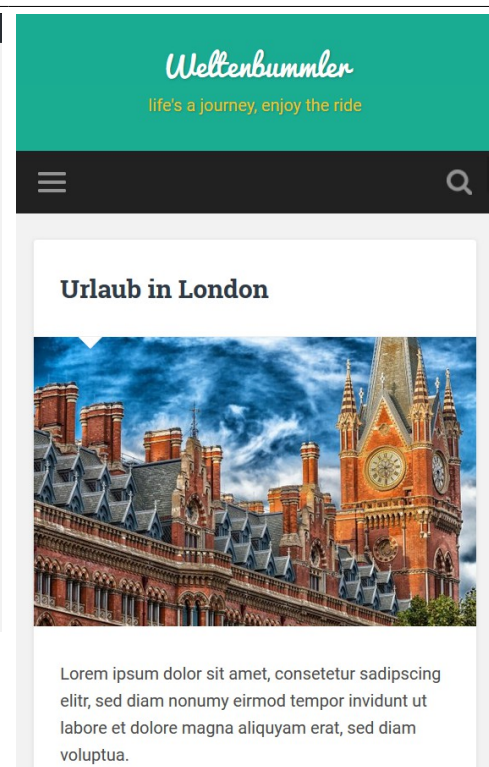 Weltenbummler
life's a journey, enjoy the ride
Urlaub in London
Lorem ipsum dolor sit amet, consetetur sadipscing
elitr, sed diam nonumy eirmod tempor invidunt ut
labore et dolore magna aliquyam erat, sed diam
voluptua.